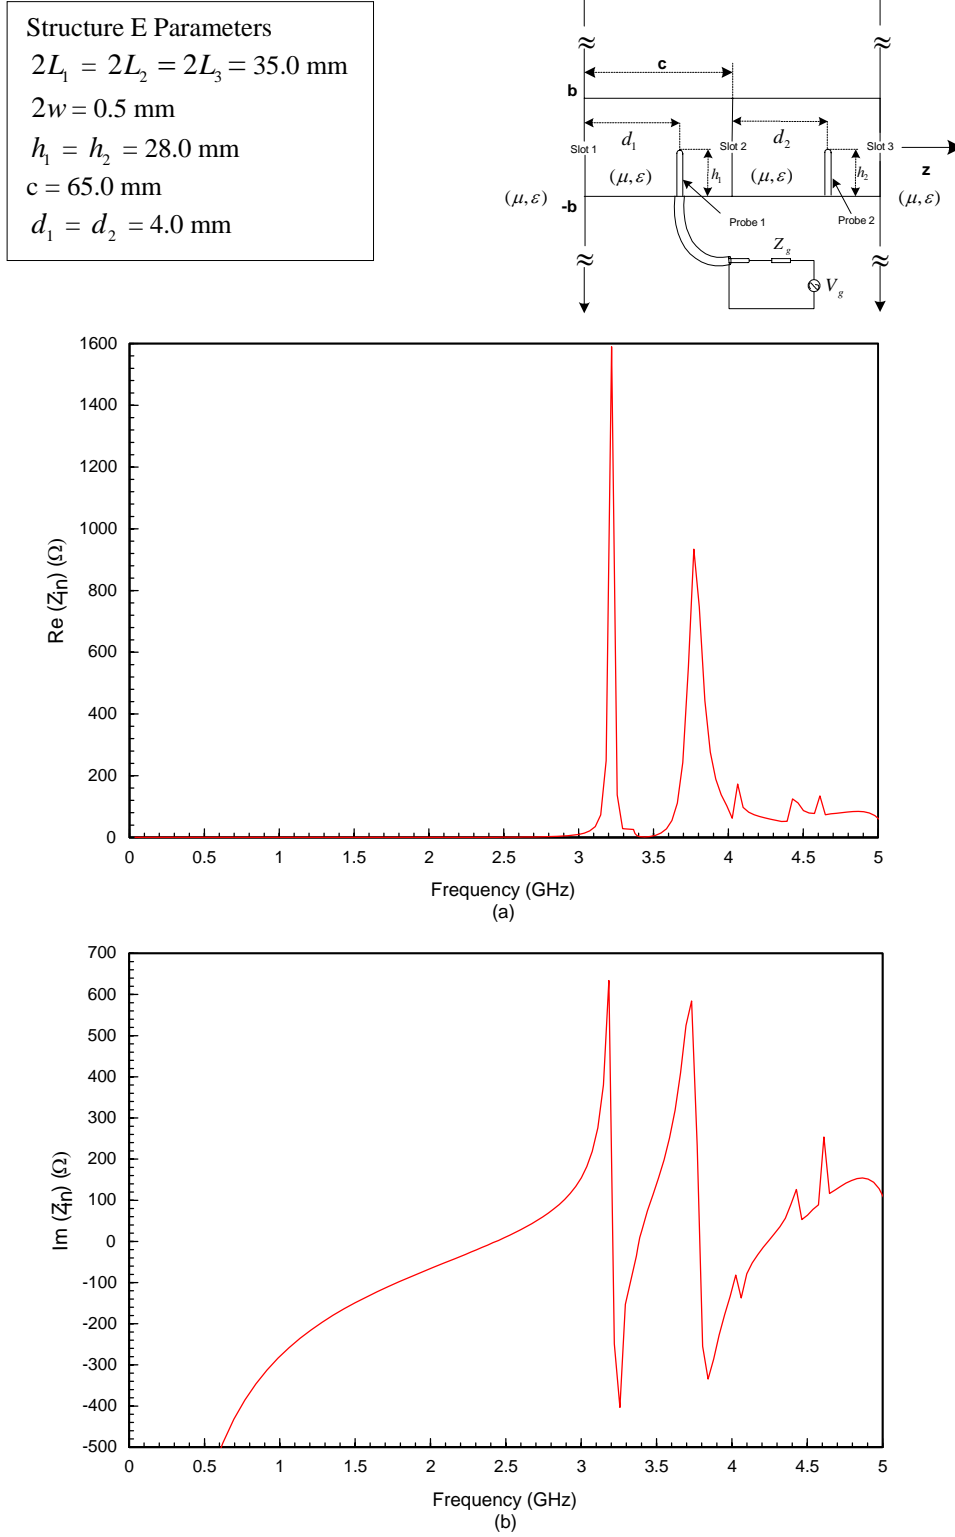 Structure E Parameters
2L₁ = 2L₂ = 2L₃ = 35.0 mm
2w = 0.5 mm
h₁ = h₂ = 28.0 mm
c = 65.0 mm
d₁ = d₂ = 4.0 mm
≈ ≈
c
b
d₁ d₂
Slot 1 Slot 2 Slot 3
z
h₁ h₂
(μ, ε) (μ, ε) (μ, ε) (μ, ε)
-b
Probe 1 Probe 2
Z_g
≈ ≈
V_g
1600
1400
1200
1000
800
600
400
200
0
Re (Zin) (Ω)
0 0.5 1 1.5 2 2.5 3 3.5 4 4.5 5
Frequency (GHz)
(a)
700
600
500
400
300
200
100
0
-100
-200
-300
-400
-500
Im (Zin) (Ω)
0 0.5 1 1.5 2 2.5 3 3.5 4 4.5 5
Frequency (GHz)
(b)